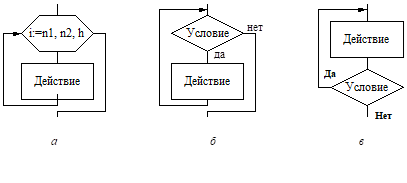 i:=n1, n2, h
Действие
а
Условие
нет
да
Действие
б
Действие
Да
Условие
Нет
в